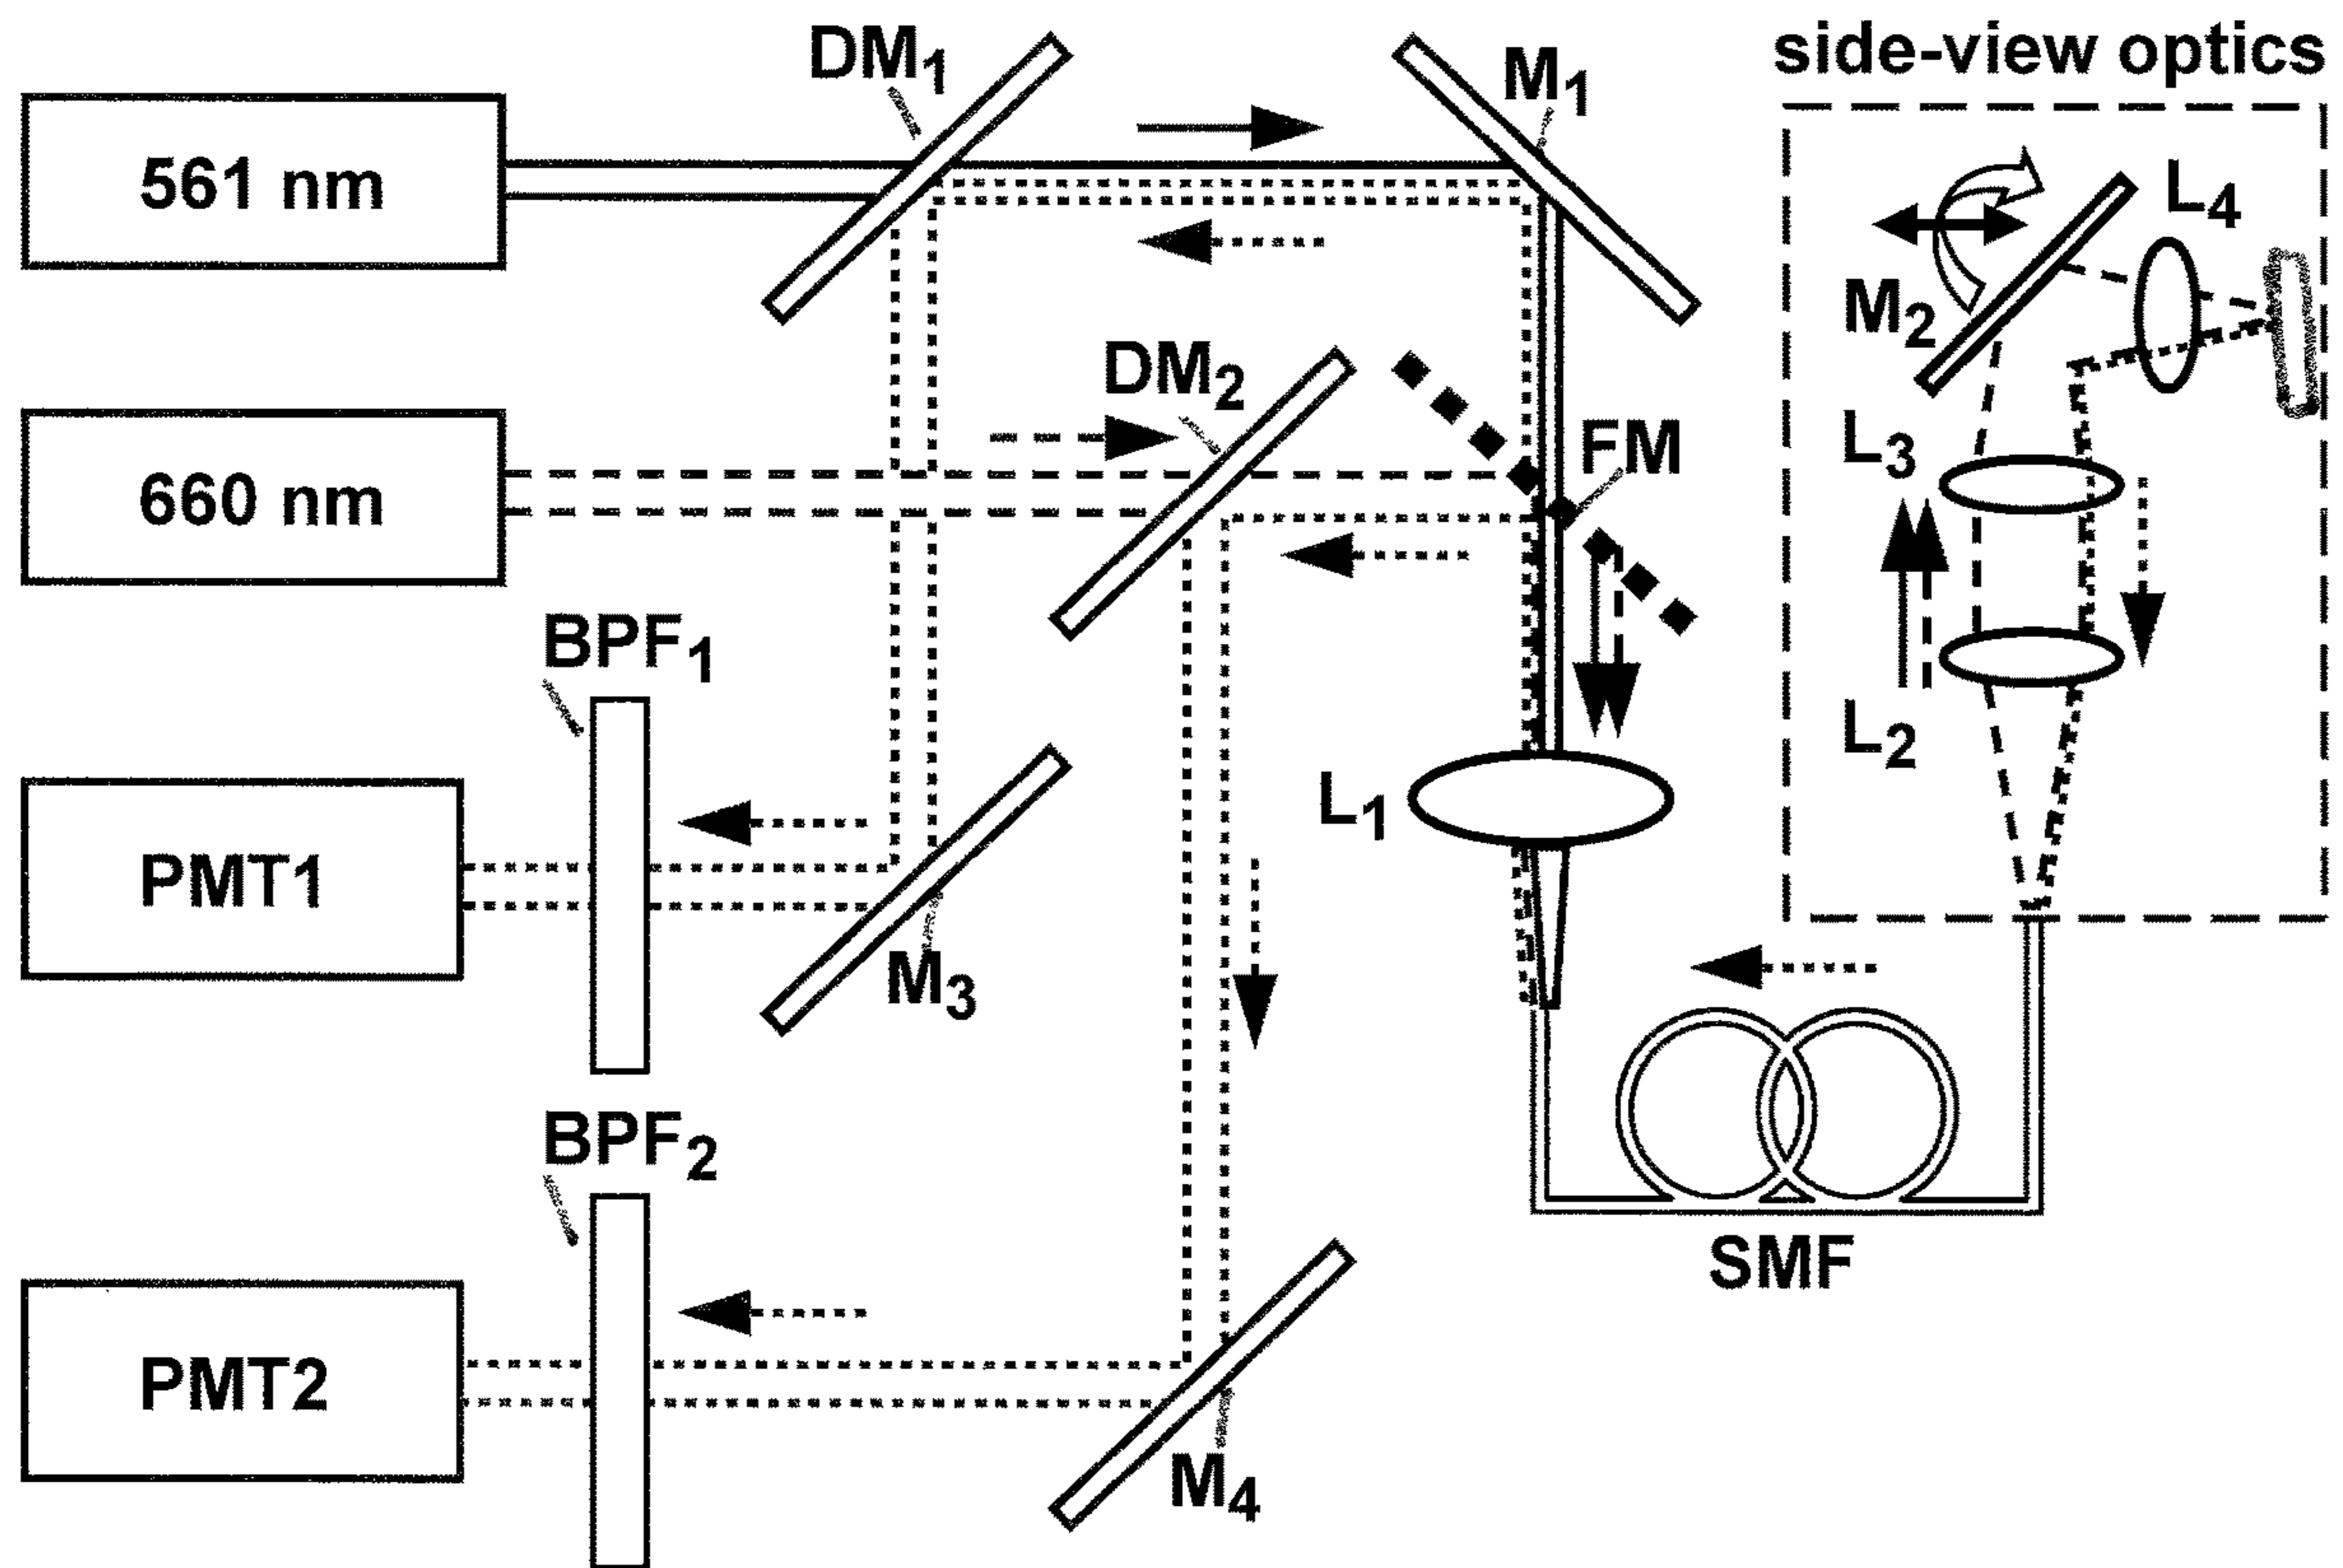 DM1
M1
side-view optics
561 nm
L4
M2
DM2
660 nm
FM
L3
BPF1
L2
L1
PMT1
M3
BPF2
SMF
PMT2
M4